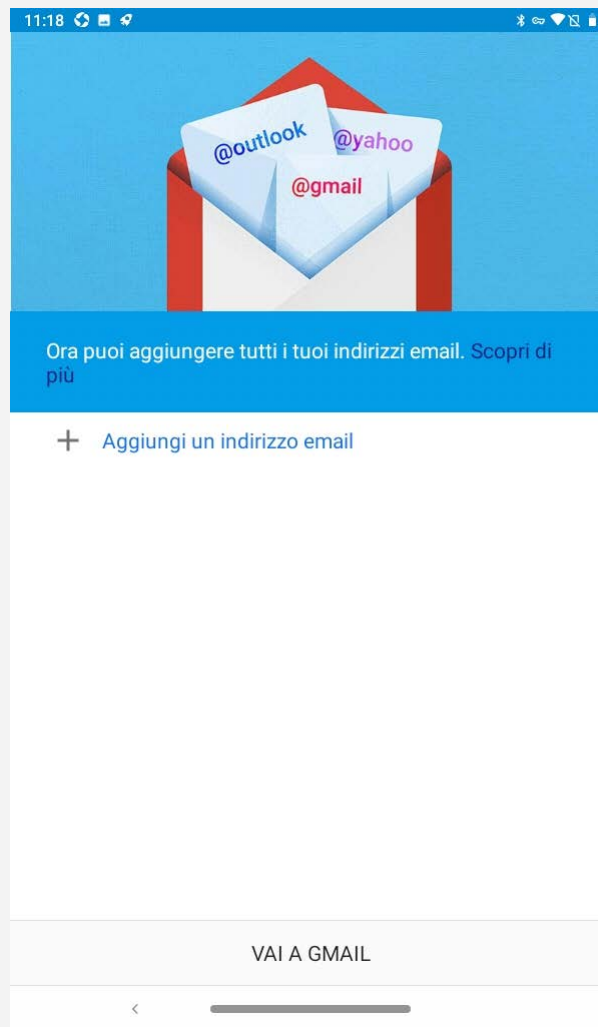 11:18
@outlook
@yahoo
@gmail
Ora puoi aggiungere tutti i tuoi indirizzi email. Scopri di
più
Aggiungi un indirizzo email
VAI A GMAIL